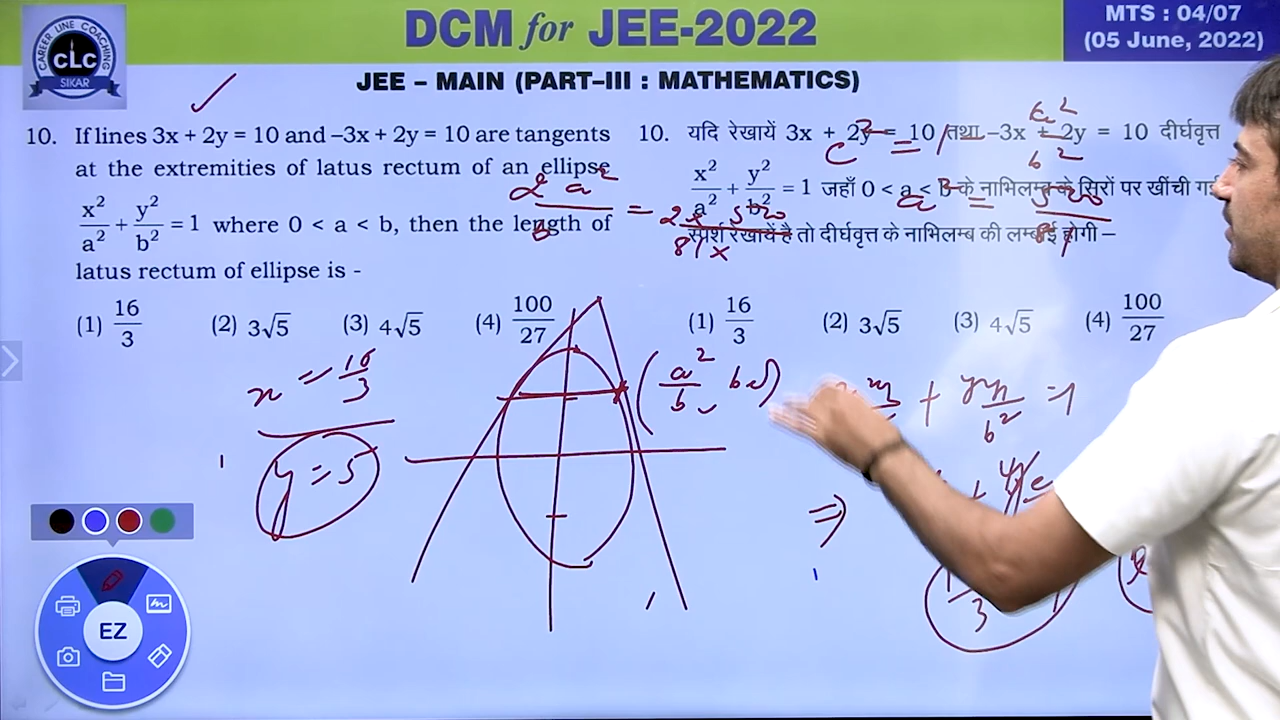 CAREER LINE COACHING
CLC
SIKAR
DCM for JEE-2022
MTS : 04/07
(05 June, 2022)
JEE – MAIN (PART–III : MATHEMATICS)
10. If lines 3x + 2y = 10 and –3x + 2y = 10 are tangents
at the extremities of latus rectum of an ellipse
x²/a² + y²/b² = 1 where 0 < a < b, then the length of
latus rectum of ellipse is -
(1) 16/3 (2) 3√5 (3) 4√5 (4) 100/27
10. यदि रेखायें 3x + 2y = 10 तथा –3x + 2y = 10 दीर्घवृत्त
x²/a² + y²/b² = 1 जहाँ 0 < a < b के नाभिलम्ब के सिरों पर खींची
स्पर्श रेखायें है तो दीर्घवृत्त के नाभिलम्ब की लम्बाई होगी –
(1) 16/3 (2) 3√5 (3) 4√5 (4) 100/27
y = 5
(a²/b
+ = 1
b²
⇒
EZ